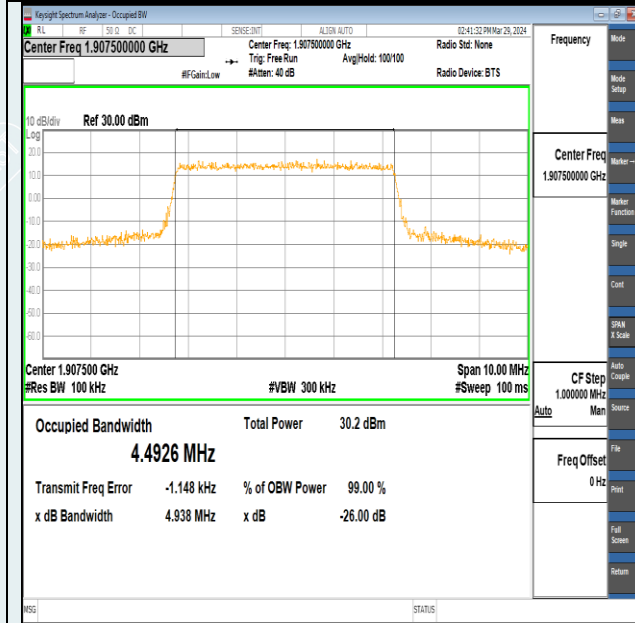 Keysight Spectrum Analyzer - Occupied BW
RL RF 50 Ω DC SENSE:INT ALIGN AUTO 02:41:32 PM Mar 29, 2024
Center Freq 1.907500000 GHz
Center Freq: 1.907500000 GHz
Radio Std: None
Trig: Free Run Avg|Hold: 100/100
#IFGain:Low
#Atten: 40 dB
Radio Device: BTS
10 dB/div Ref 30.00 dBm
Log
20.0
10.0
0.00
-10.0
-20.0
-30.0
-40.0
-50.0
-60.0
Center 1.907500 GHz
Span 10.00 MHz
#Res BW 100 kHz
#VBW 300 kHz
#Sweep 100 ms
Occupied Bandwidth
4.4926 MHz
Total Power 30.2 dBm
Transmit Freq Error -1.148 kHz
% of OBW Power 99.00 %
x dB Bandwidth 4.938 MHz
x dB -26.00 dB
MSG
STATUS
Frequency
Center Freq
1.907500000 GHz
CF Step
1.000000 MHz
Auto Man
Freq Offset
0 Hz
Mode
Mode
Setup
Meas
Marker→
Marker
Function
Single
Cont
SPAN
X Scale
Auto
Couple
Source
File
Print
Full
Screen
Return